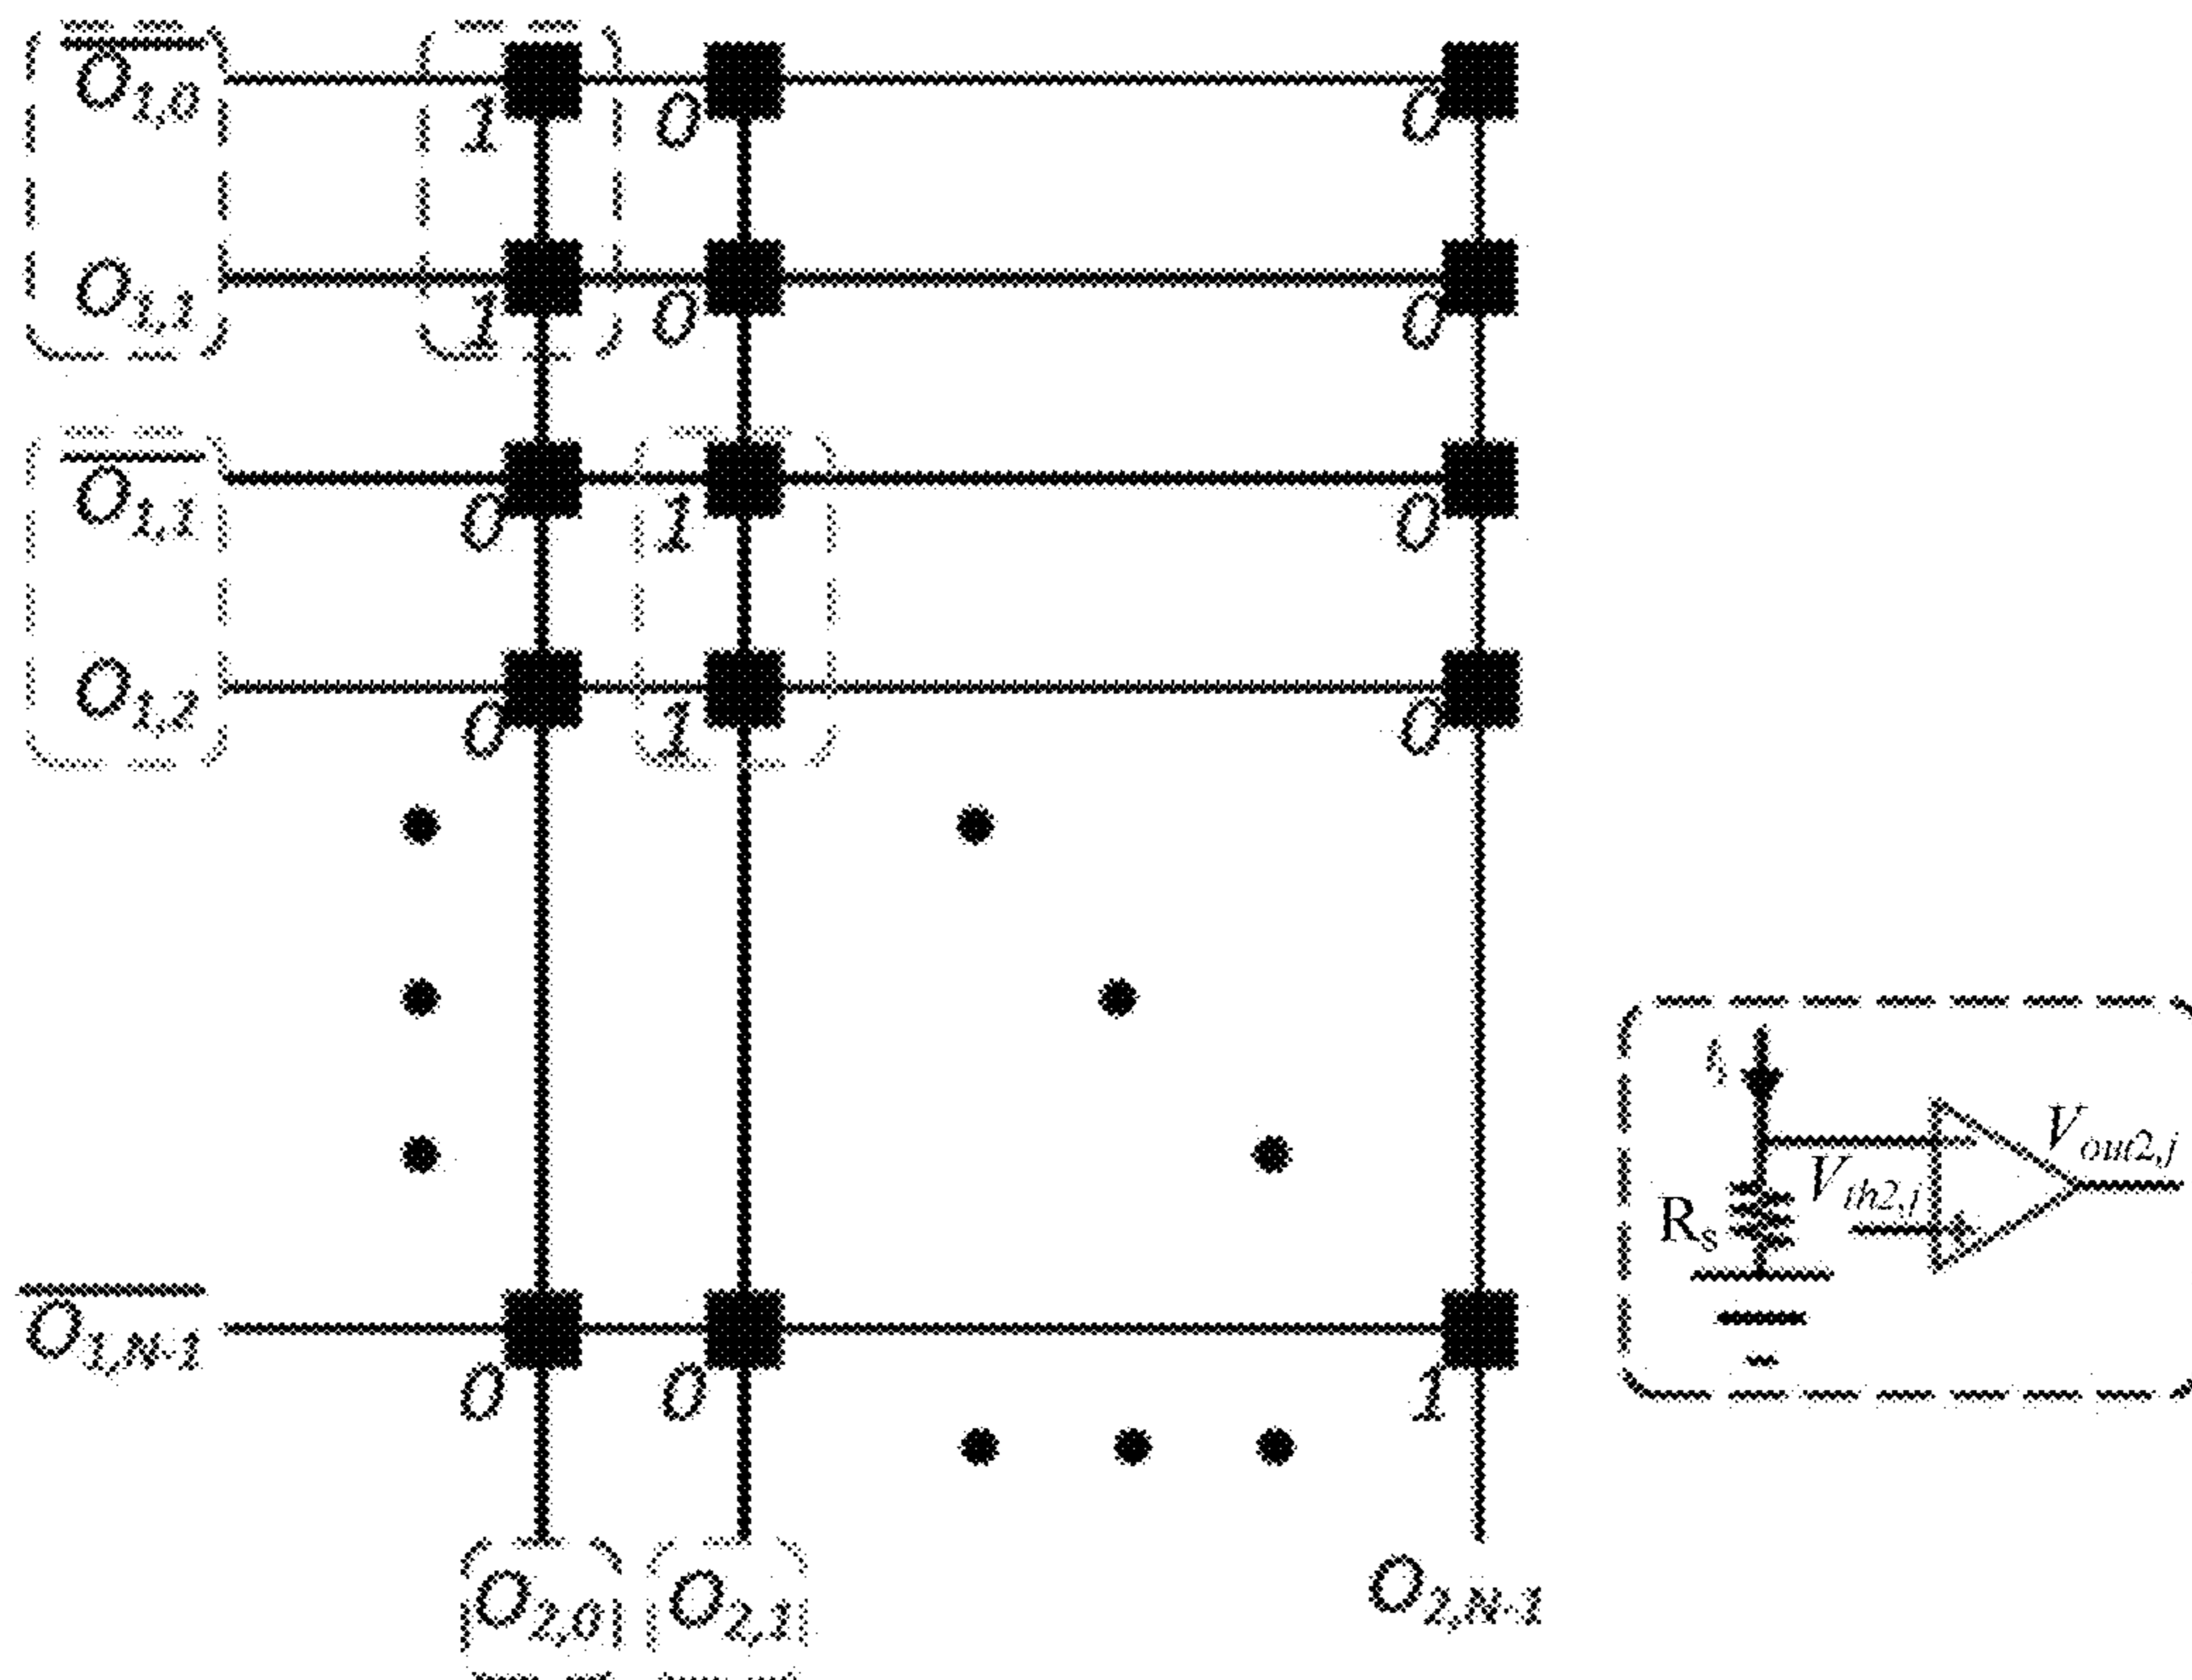 O̅1,0
1 0 0
O1,1
1 0 0
O̅1,1
0 1 0
O1,2
0 1 0
Vout2,j
Vth2,j
Rs
O̅1,N-1
0 0 1
O2,0 O2,1 O2,N-1